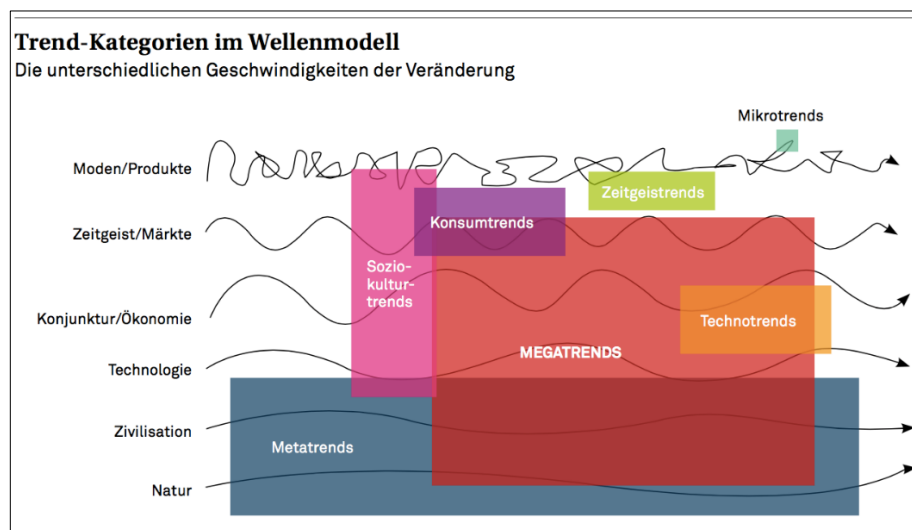 Trend-Kategorien im Wellenmodell
Die unterschiedlichen Geschwindigkeiten der Veränderung
Mikrotrends
Moden/Produkte
Zeitgeistrends
Konsumtrends
Zeitgeist/Märkte
Sozio-
kultur-
trends
Konjunktur/Ökonomie
Technotrends
MEGATRENDS
Technologie
Zivilisation
Metatrends
Natur